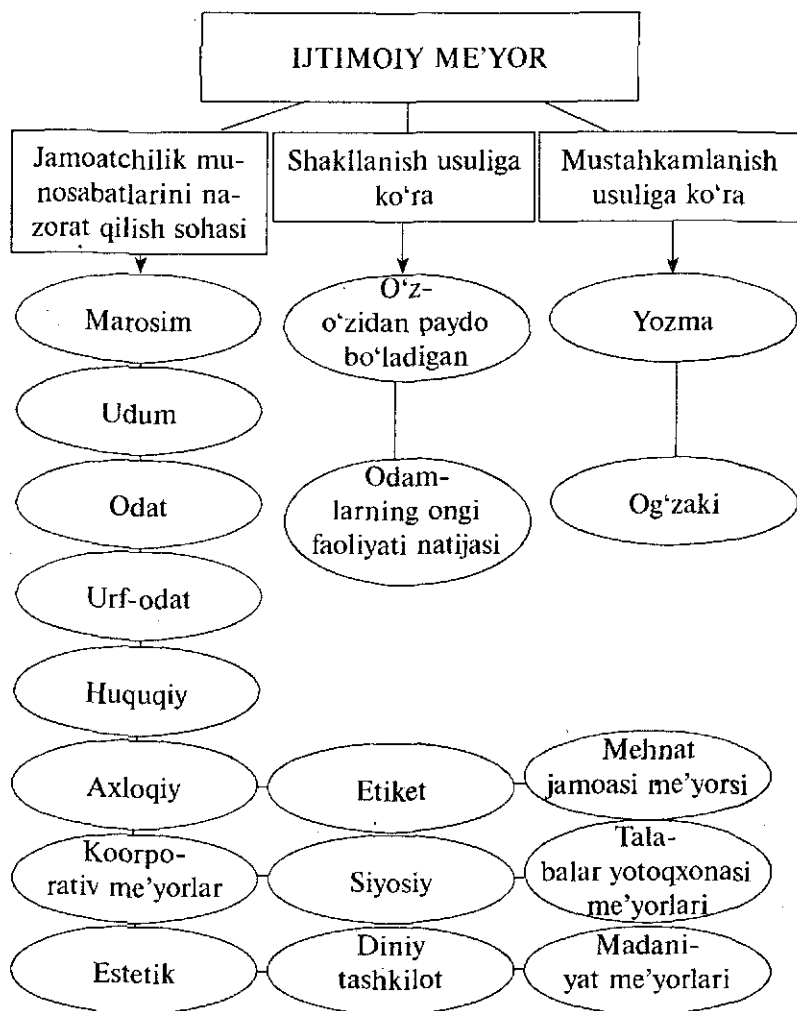 IJTIMOIY ME’YOR
Jamoatchilik mu-
nosabatlarini na-
zorat qilish sohasi
Shakllanish usuliga
ko‘ra
Mustahkamlanish
usuliga ko‘ra
Marosim
Udum
Odat
Urf-odat
Huquqiy
Axloqiy
Koorpo-
rativ me’yorlar
Estetik
O‘z-
o‘zidan paydo
bo‘ladigan
Odam-
larning ongi
faoliyati natijasi
Yozma
Og‘zaki
Etiket
Mehnat
jamoasi me’yorsi
Siyosiy
Tala-
balar yotoqxonasi
me’yorlari
Diniy
tashkilot
Madani-
yat me’yorlari